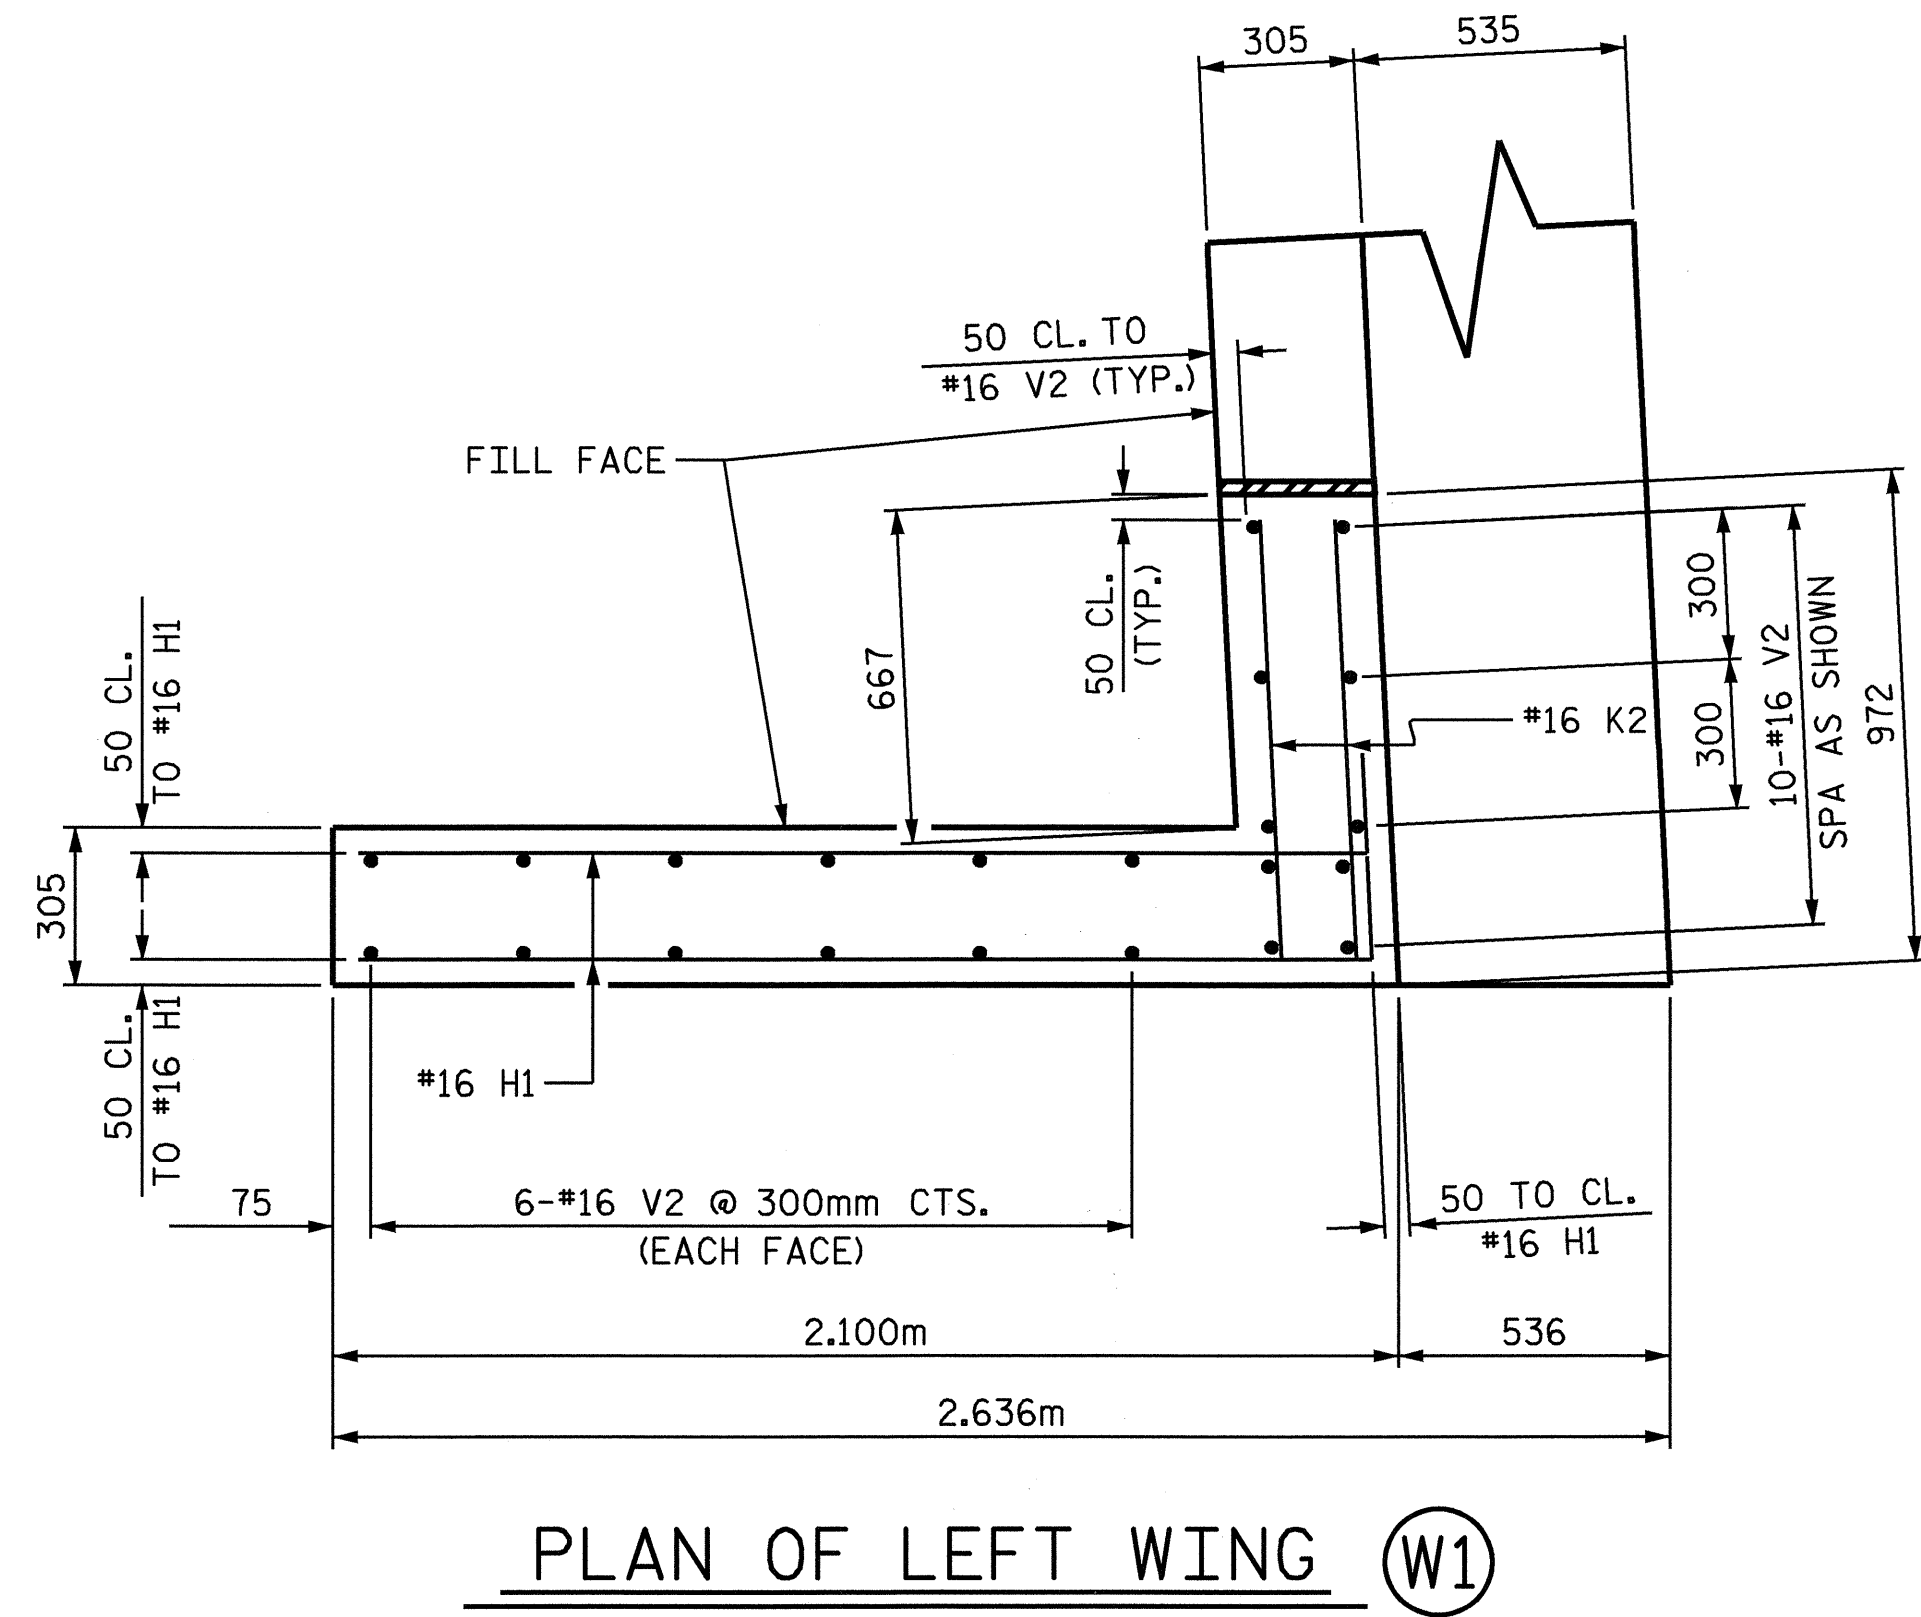 305
535
50 CL. TO
#16 V2 (TYP.)
FILL FACE
667
50 CL.
(TYP.)
300
300
10-#16 V2
SPA AS SHOWN
972
#16 K2
50 CL.
TO #16 H1
305
50 CL.
TO #16 H1
#16 H1
75
6-#16 V2 @ 300mm CTS.
(EACH FACE)
50 TO CL.
#16 H1
2.100m
536
2.636m
PLAN OF LEFT WING W1